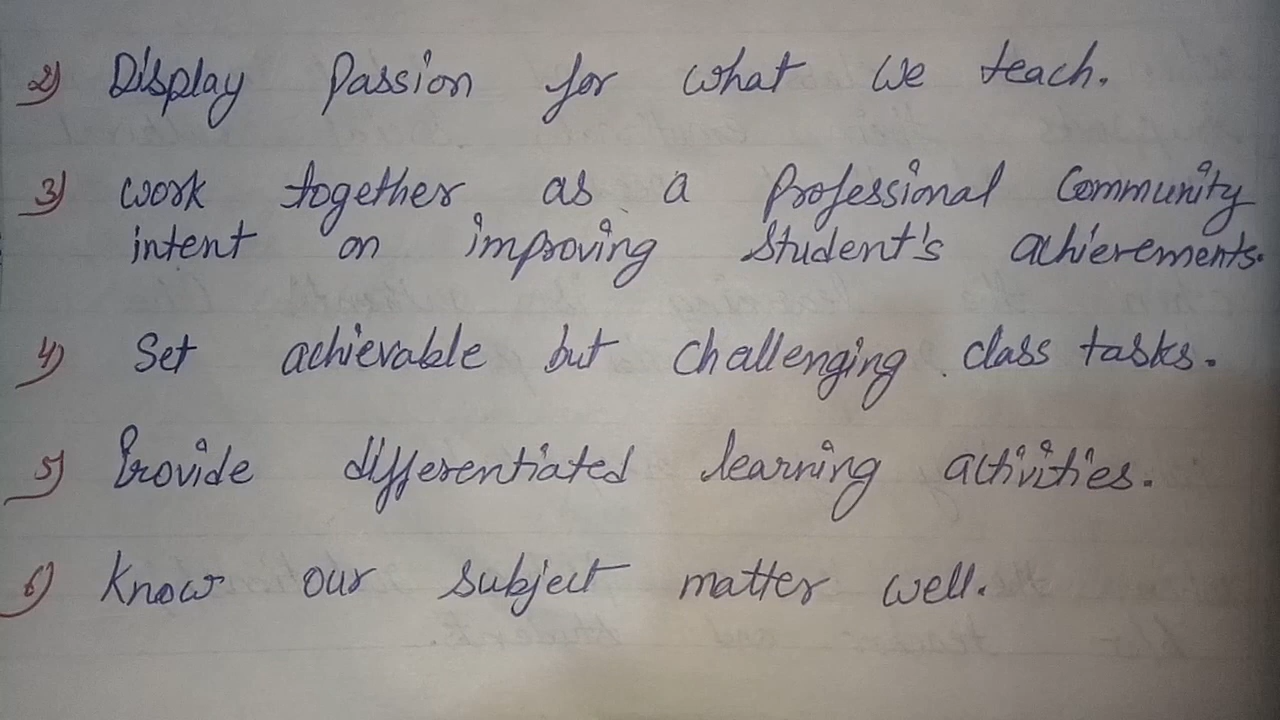 2) Display Passion for what we teach.
3) work together as a Professional Community
intent on improving student's achievements.
4) Set achievable but challenging class tasks.
5) Provide differentiated learning activities.
6) Know our subject matter well.